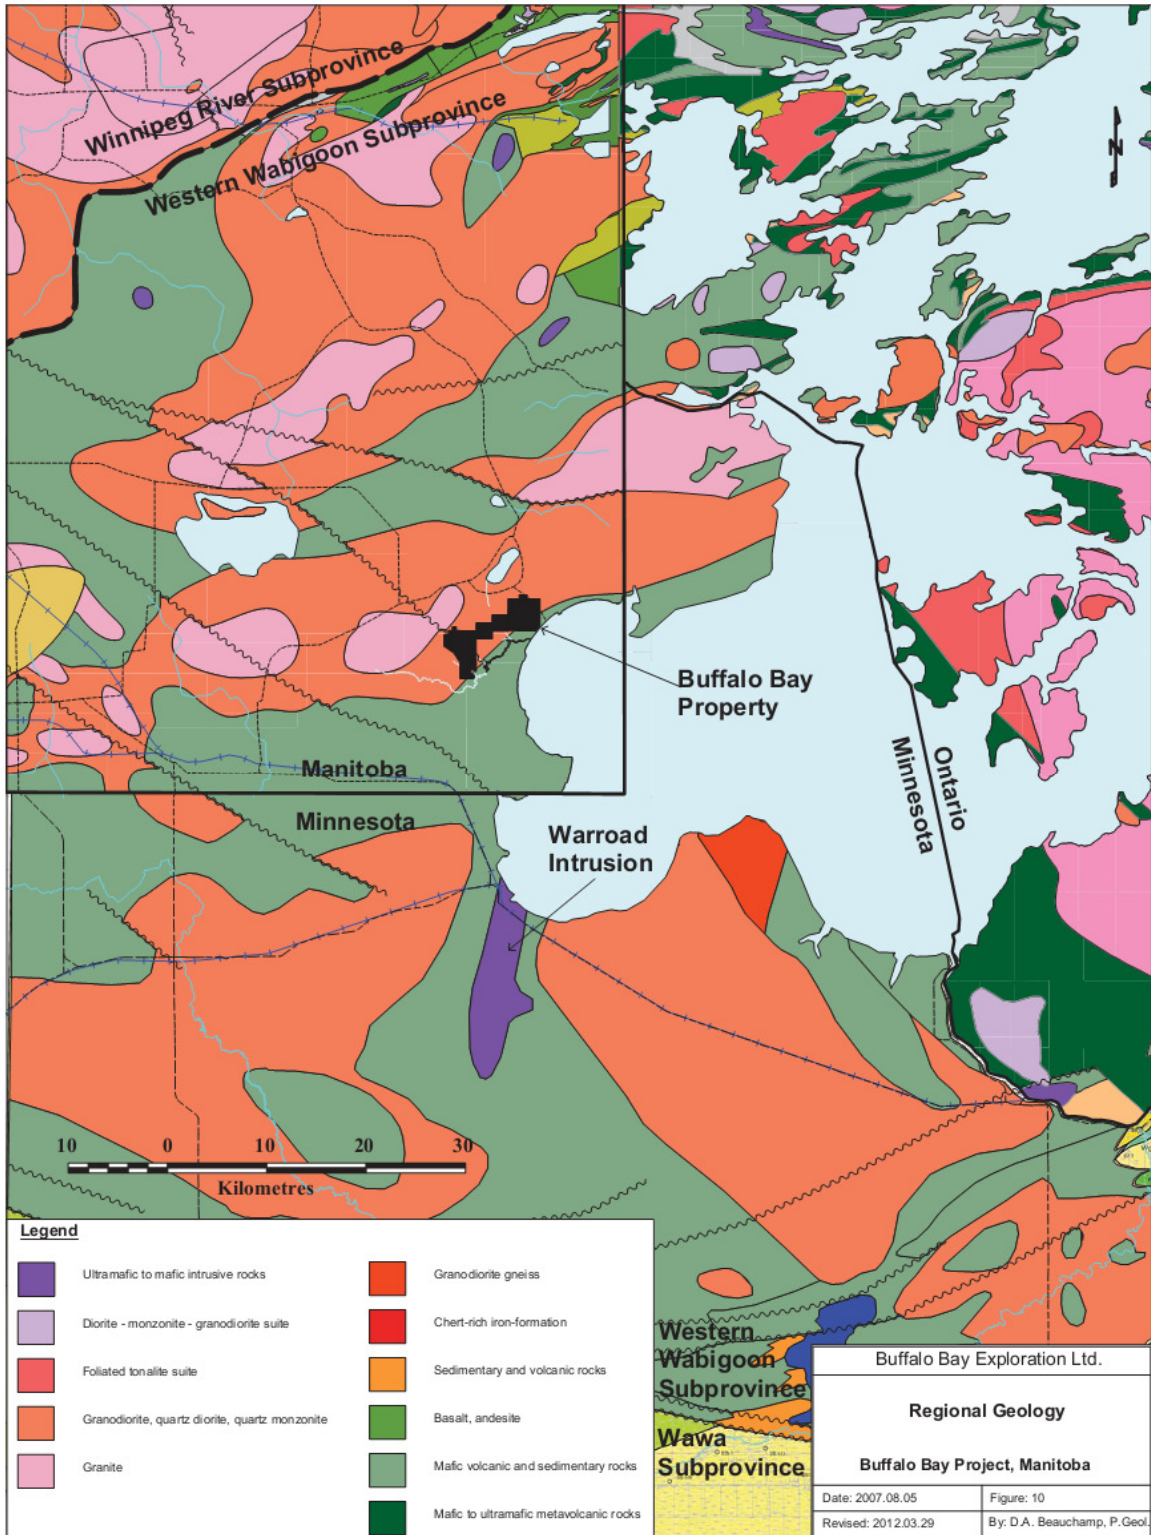 Winnipeg River Subprovince
Western Wabigoon Subprovince
N
Buffalo Bay
Property
Manitoba
Minnesota
Warroad
Intrusion
Ontario
Minnesota
10 0 10 20 30
Kilometres
Legend
Ultramafic to mafic intrusive rocks
Diorite - monzonite - granodiorite suite
Foliated tonalite suite
Granodiorite, quartz diorite, quartz monzonite
Granite
Granodiorite gneiss
Chert-rich iron-formation
Sedimentary and volcanic rocks
Basalt, andesite
Mafic volcanic and sedimentary rocks
Mafic to ultramafic metavolcanic rocks
Western
Wabigoon
Subprovince
Wawa
Subprovince
Buffalo Bay Exploration Ltd.
Regional Geology
Buffalo Bay Project, Manitoba
Date: 2007.08.05
Figure: 10
Revised: 2012.03.29
By: D.A. Beauchamp, P.Geol.